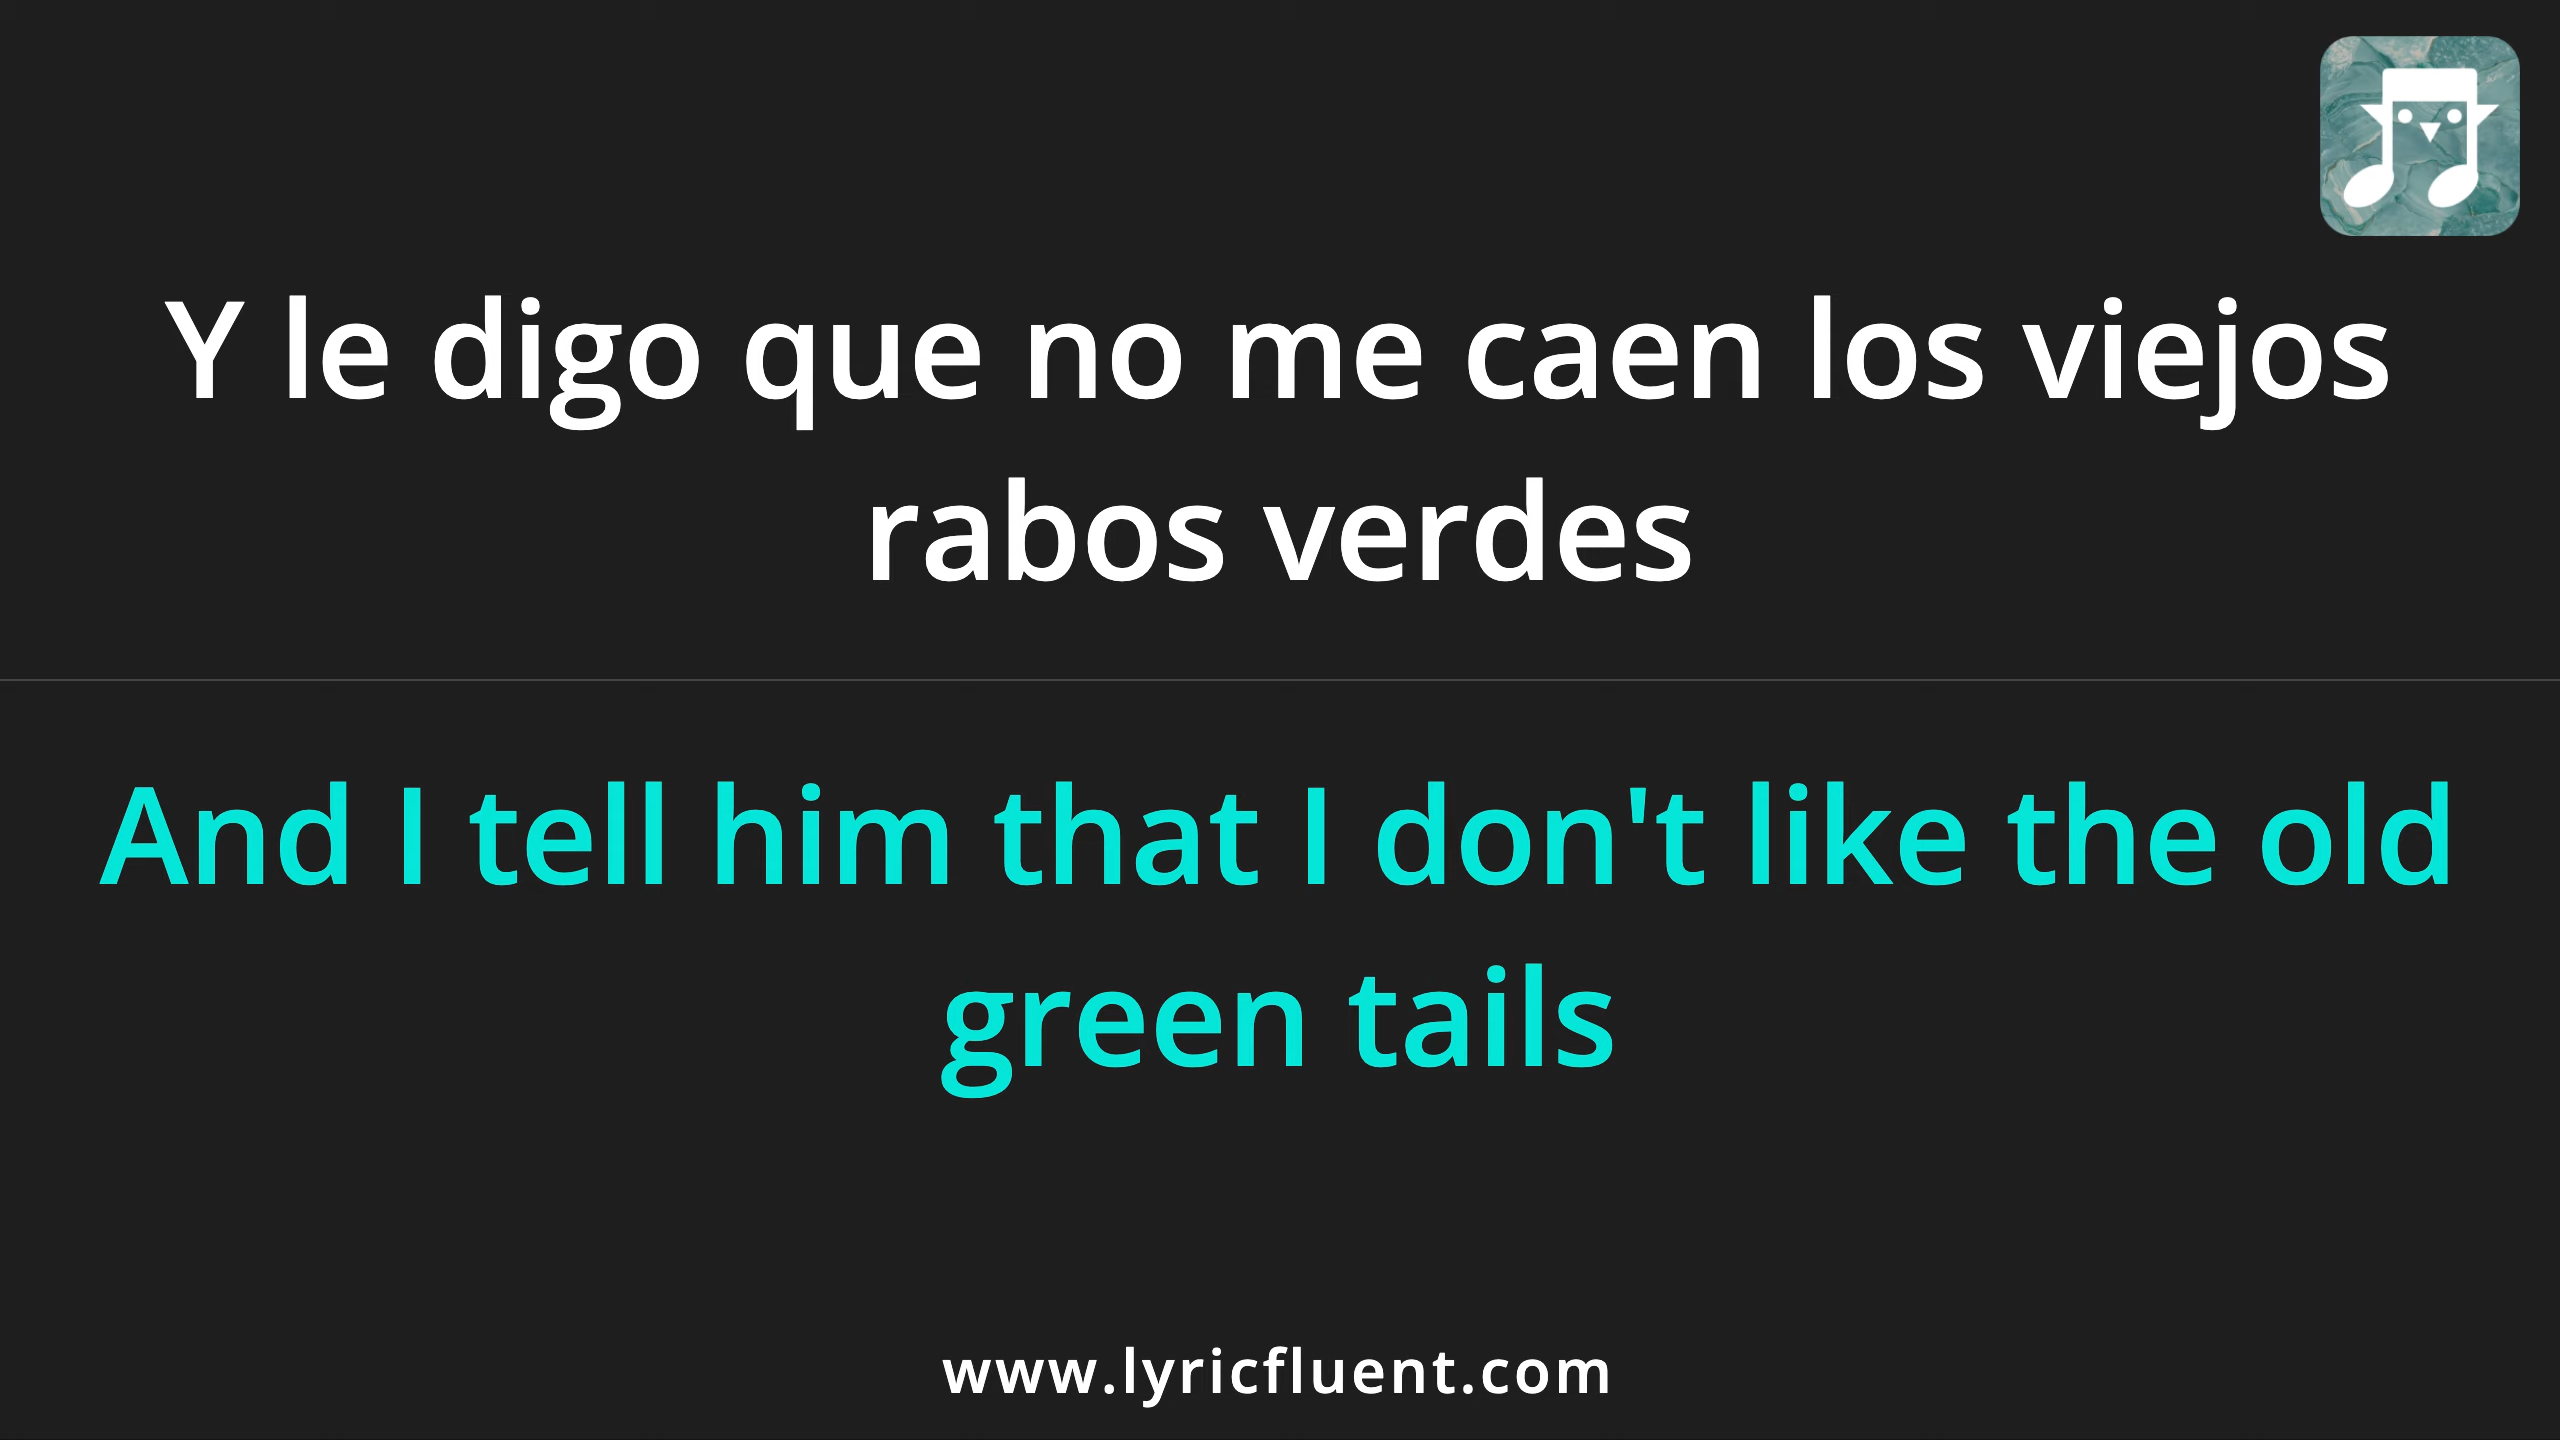 Y le digo que no me caen los viejos
rabos verdes
And I tell him that I don't like the old
green tails
www.lyricfluent.com